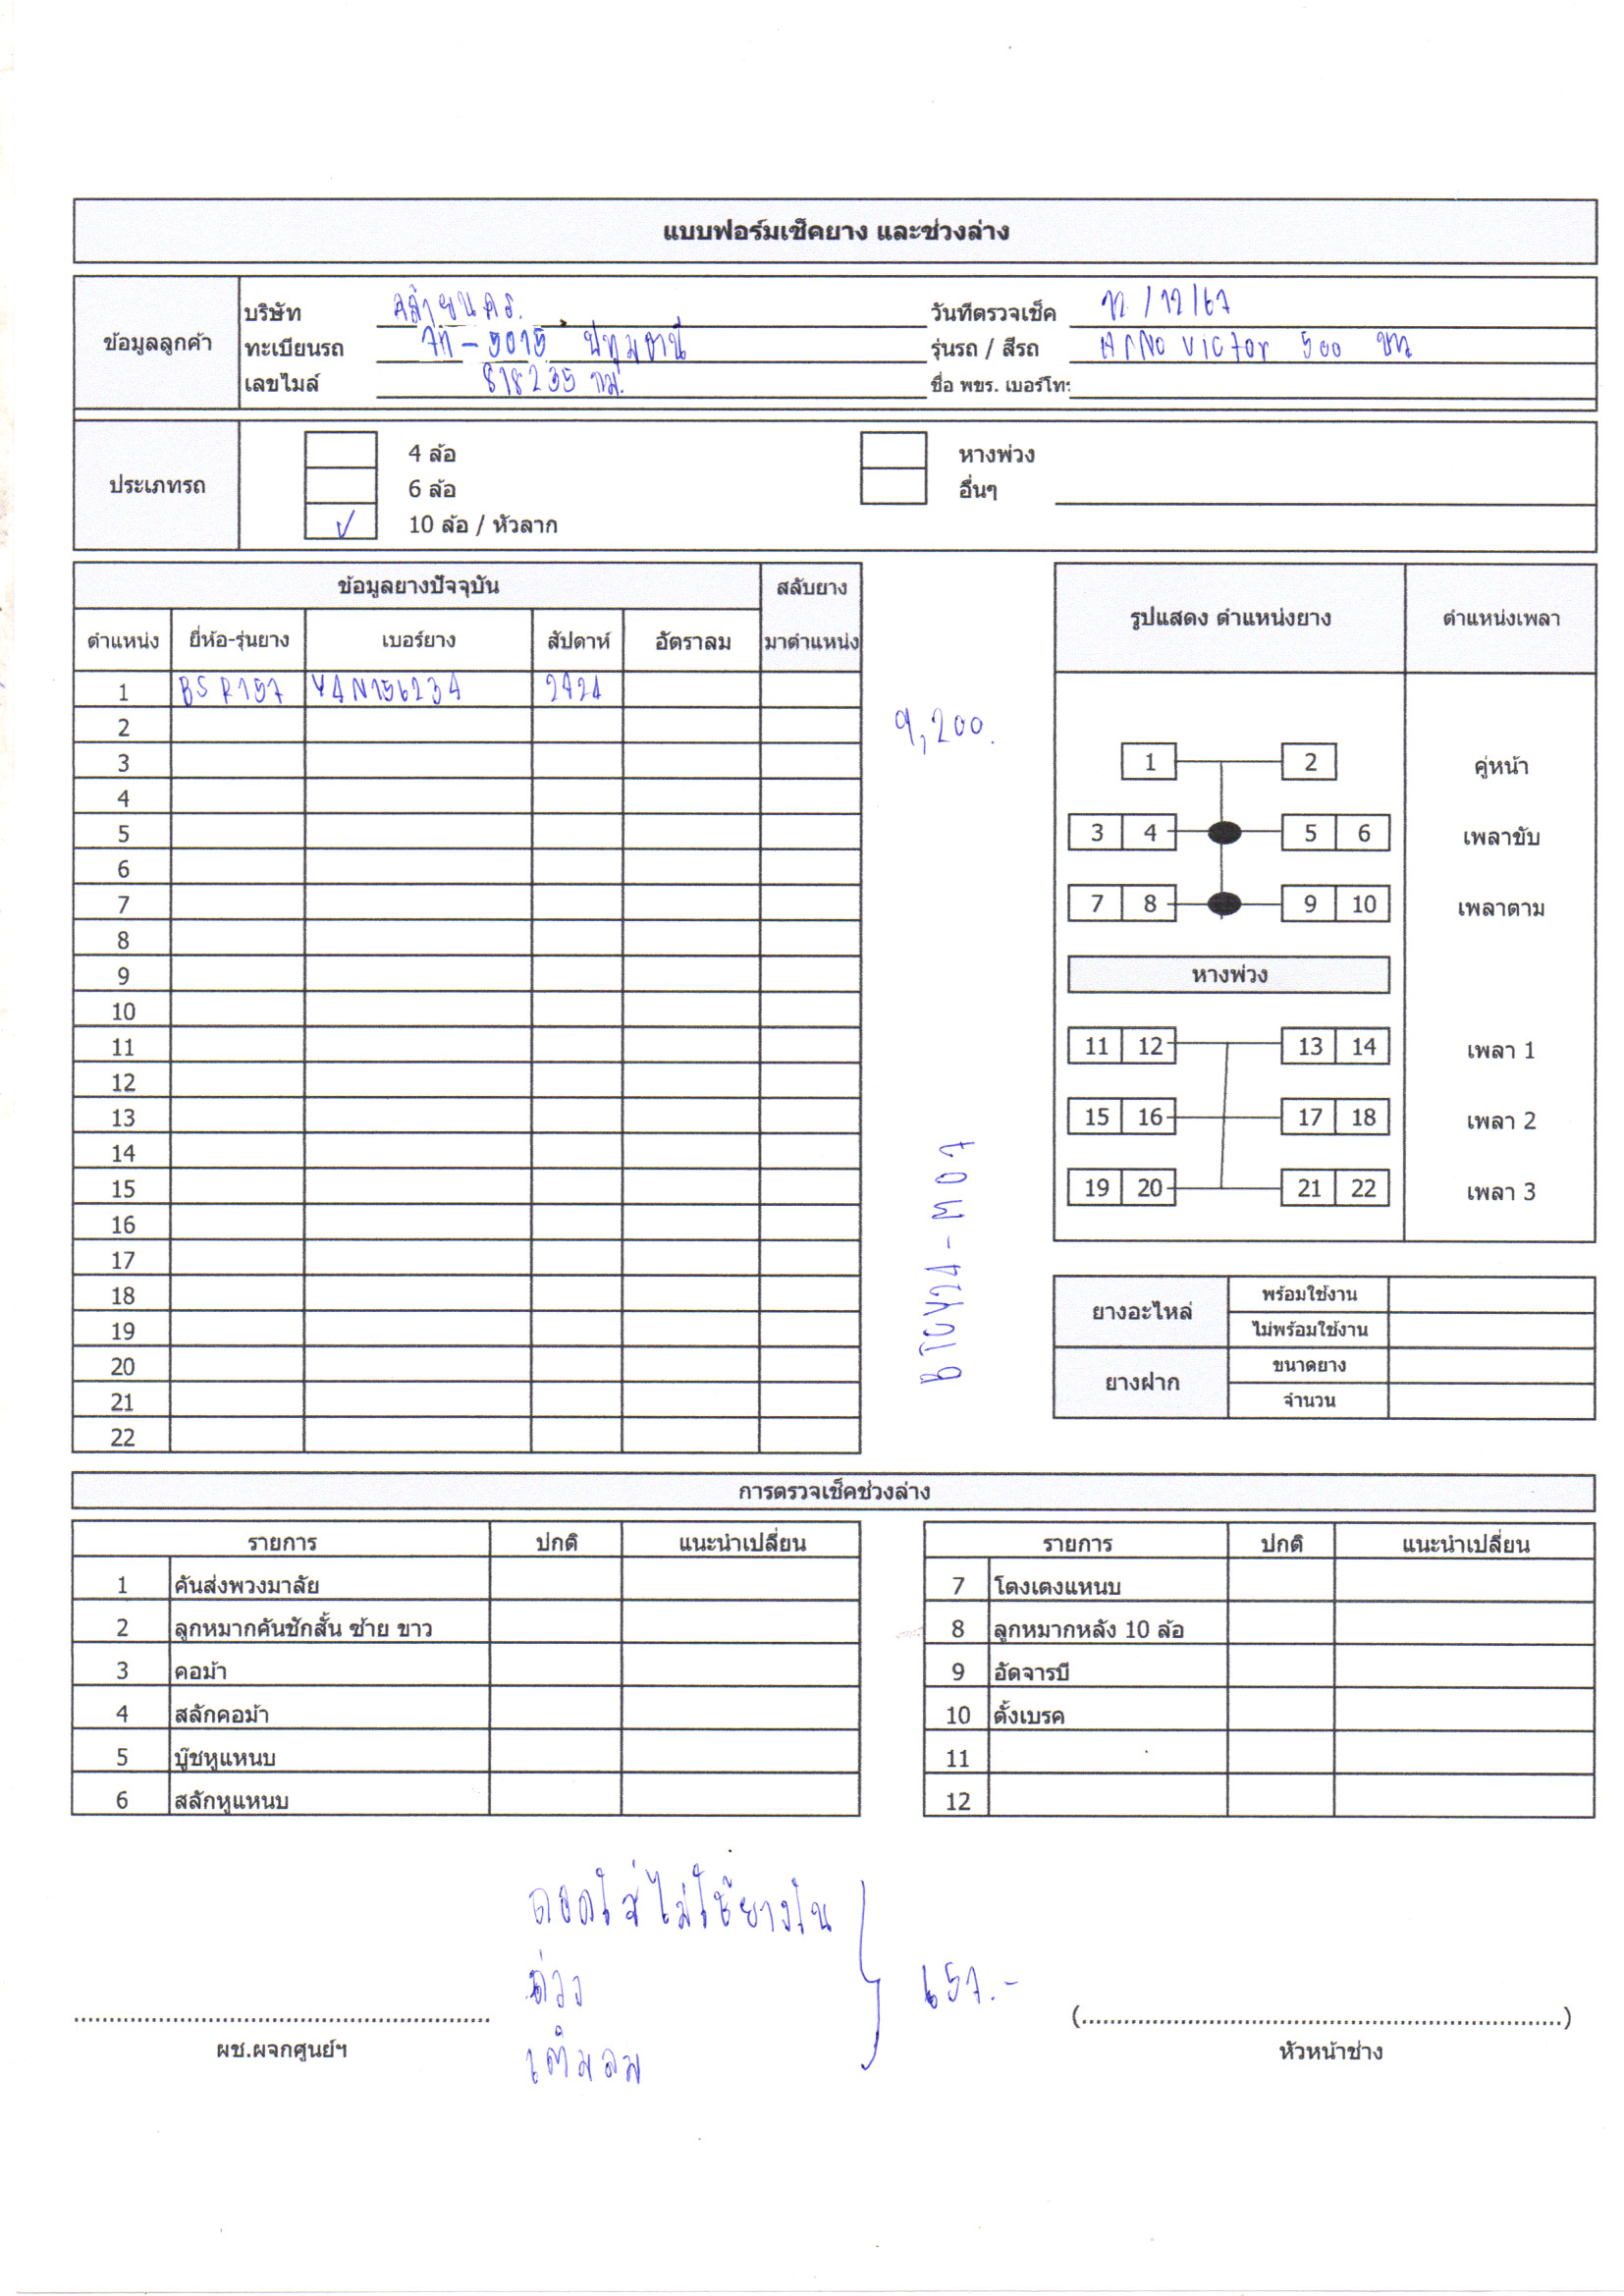 แบบฟอร์มเช็คยาง และช่วงล่าง
ข้อมูลลูกค้า
บริษัท คล้ายนคร. วันที่ตรวจเช็ค 12/12/67
ทะเบียนรถ 5015 ปทุมธานี รุ่นรถ / สีรถ HINO VICTOR 500 ขาว
เลขไมล์ 818235 กม. ชื่อ พขร. เบอร์โทร
ประเภทรถ
4 ล้อ หางพ่วง
6 ล้อ อื่นๆ
✓ 10 ล้อ / หัวลาก
ข้อมูลยางปัจจุบัน สลับยาง
ตำแหน่ง ยี่ห้อ-รุ่นยาง เบอร์ยาง สัปดาห์ อัตราลม มาตำแหน่ง
1 BS R157 Y4N156234 2424
2
3
4
5
6
7
8
9
10
11
12
13
14
15
16
17
18
19
20
21
22
9,200.
BTCY24-M07
รูปแสดง ตำแหน่งยาง ตำแหน่งเพลา
1 2 คู่หน้า
3 4 5 6 เพลาขับ
7 8 9 10 เพลาตาม
หางพ่วง
11 12 13 14 เพลา 1
15 16 17 18 เพลา 2
19 20 21 22 เพลา 3
ยางอะไหล่ พร้อมใช้งาน
ไม่พร้อมใช้งาน
ยางฝาก ขนาดยาง
จำนวน
การตรวจเช็คช่วงล่าง
รายการ ปกติ แนะนำเปลี่ยน
1 คันส่งพวงมาลัย
2 ลูกหมากคันชักสั้น ซ้าย ขาว
3 คอม้า
4 สลักคอม้า
5 บู๊ชหูแหนบ
6 สลักหูแหนบ
รายการ ปกติ แนะนำเปลี่ยน
7 โตงเตงแหนบ
8 ลูกหมากหลัง 10 ล้อ
9 อัดจารบี
10 ตั้งเบรค
11
12
ถอดใส่ไม่ใช้ยางใน
ถ่วง
เติมลม
657.-
ผช.ผจกศูนย์ฯ
(..........)
หัวหน้าช่าง